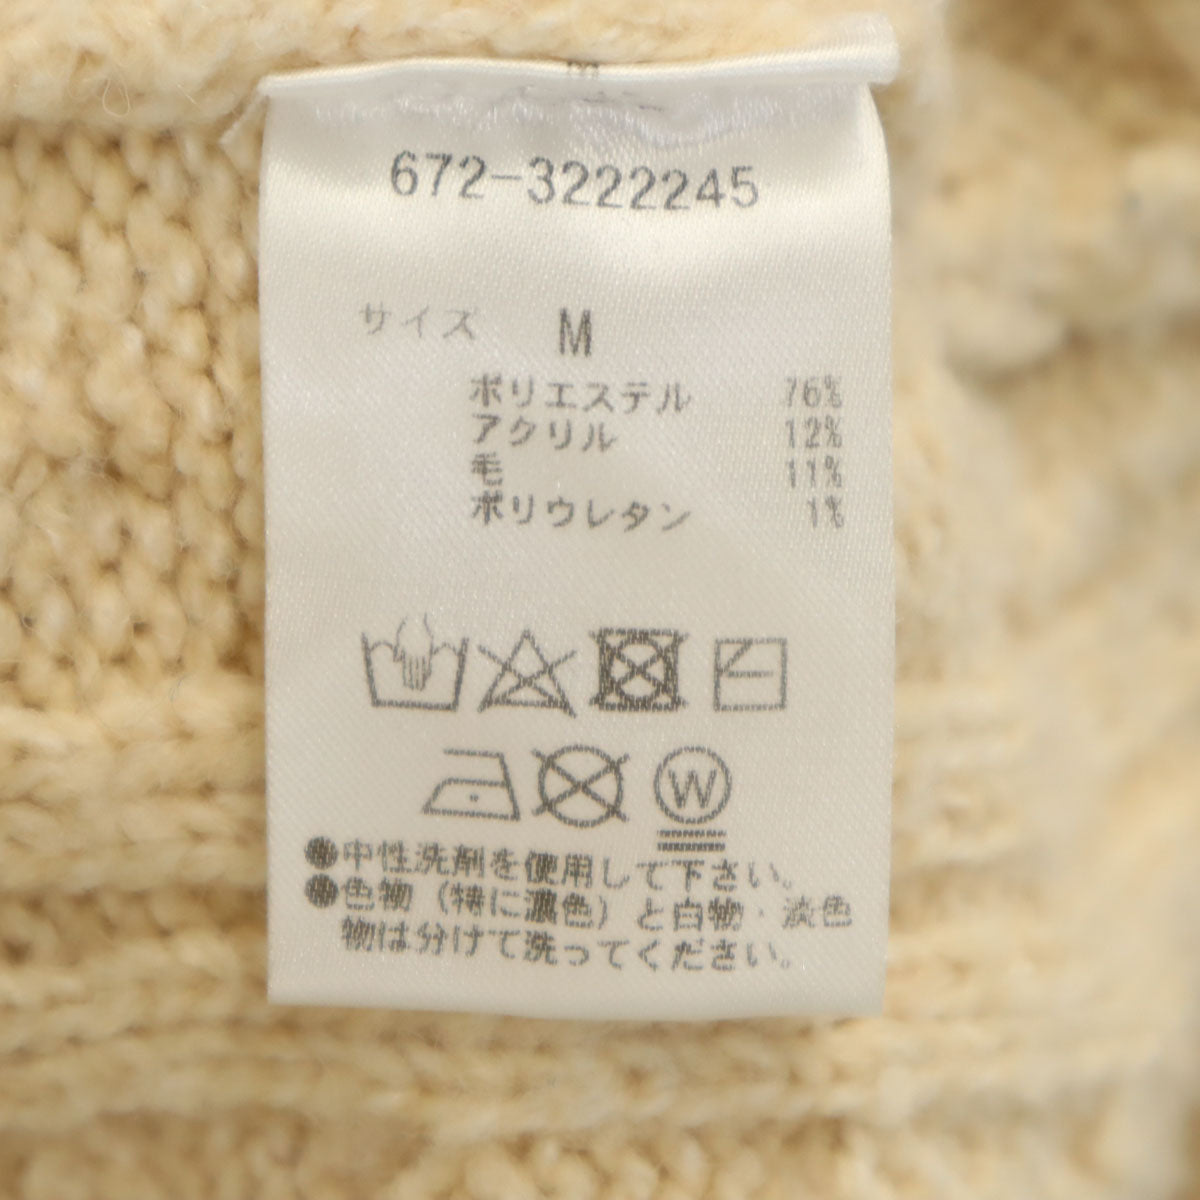 672-3222245
サイズ M
ポリエステル 76%
アクリル 12%
毛 11%
ポリウレタン 1%
W
●中性洗剤を使用して下さい。
●色物（特に濃色）と白物・淡色
物は分けて洗ってください。